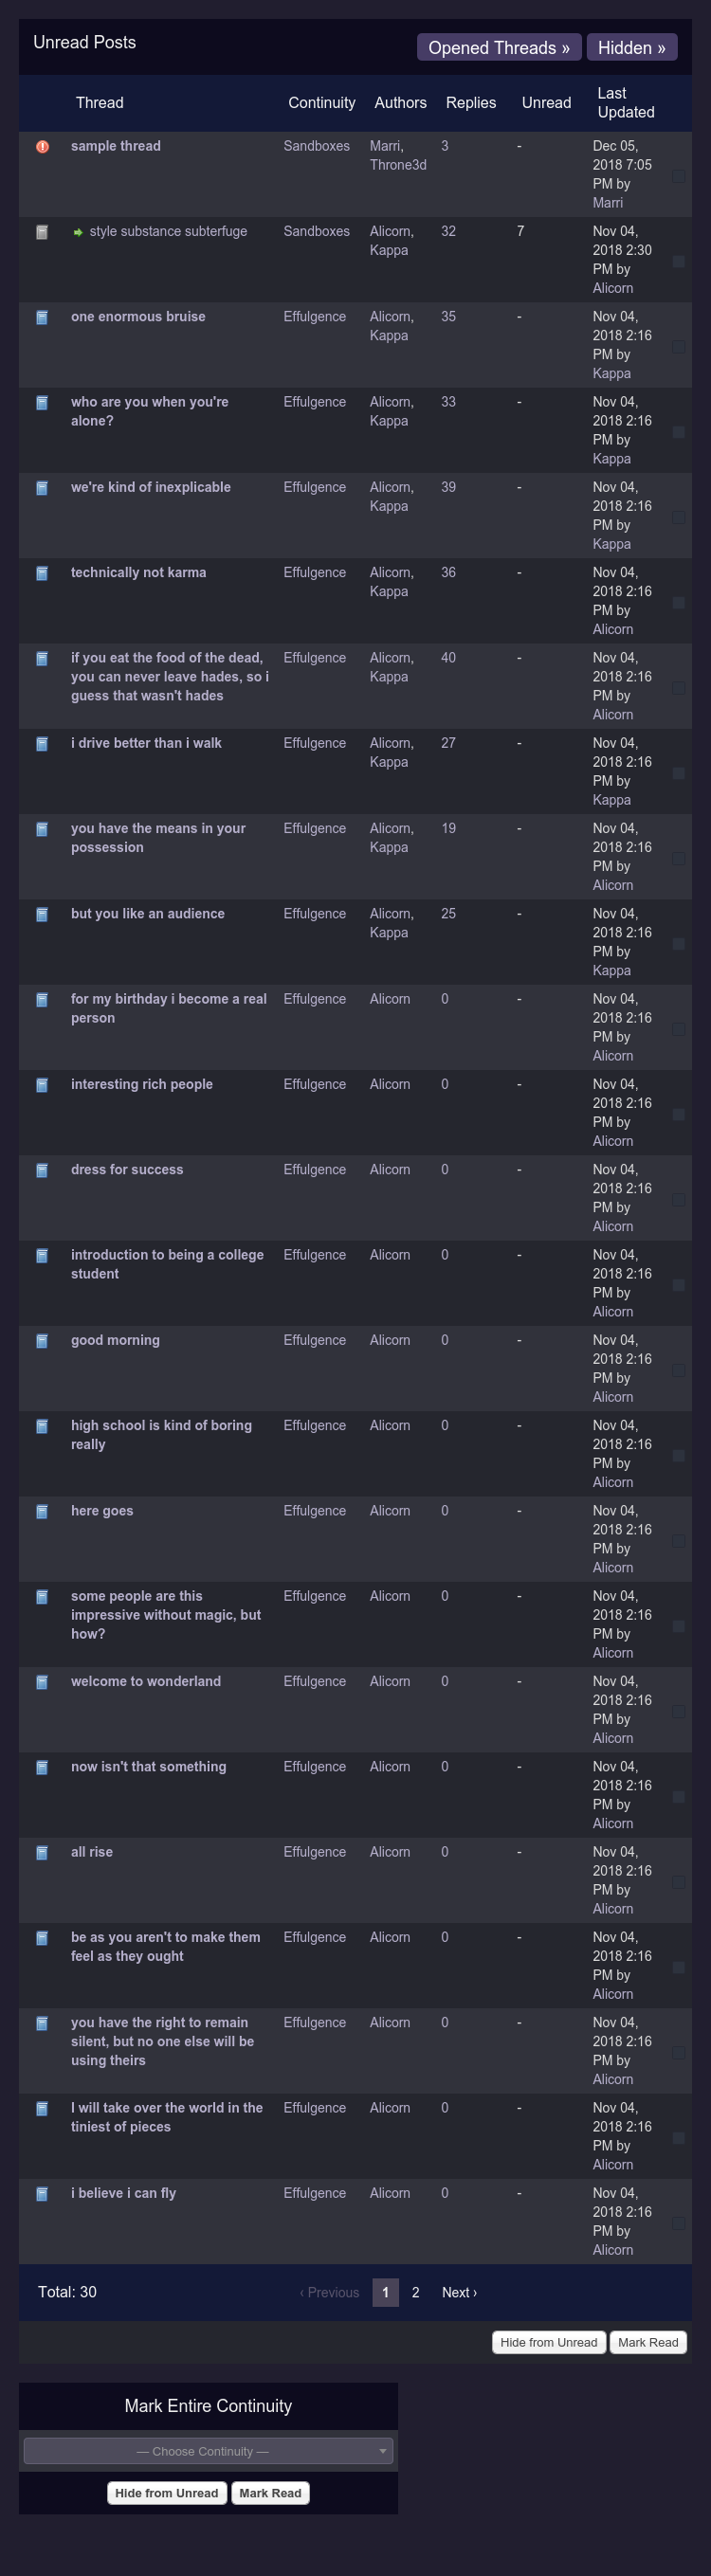 Unread Posts
Opened Threads » Hidden »
Thread Continuity Authors Replies Unread Last Updated
sample thread Sandboxes Marri, 3 - Dec 05,
Throne3d 2018 7:05
PM by
Marri
style substance subterfuge Sandboxes Alicorn, 32 7 Nov 04,
Kappa 2018 2:30
PM by
Alicorn
one enormous bruise Effulgence Alicorn, 35 - Nov 04,
Kappa 2018 2:16
PM by
Kappa
who are you when you're Effulgence Alicorn, 33 - Nov 04,
alone? Kappa 2018 2:16
PM by
Kappa
we're kind of inexplicable Effulgence Alicorn, 39 - Nov 04,
Kappa 2018 2:16
PM by
Kappa
technically not karma Effulgence Alicorn, 36 - Nov 04,
Kappa 2018 2:16
PM by
Alicorn
if you eat the food of the dead, Effulgence Alicorn, 40 - Nov 04,
you can never leave hades, so i Kappa 2018 2:16
guess that wasn't hades PM by
Alicorn
i drive better than i walk Effulgence Alicorn, 27 - Nov 04,
Kappa 2018 2:16
PM by
Kappa
you have the means in your Effulgence Alicorn, 19 - Nov 04,
possession Kappa 2018 2:16
PM by
Alicorn
but you like an audience Effulgence Alicorn, 25 - Nov 04,
Kappa 2018 2:16
PM by
Kappa
for my birthday i become a real Effulgence Alicorn 0 - Nov 04,
person 2018 2:16
PM by
Alicorn
interesting rich people Effulgence Alicorn 0 - Nov 04,
2018 2:16
PM by
Alicorn
dress for success Effulgence Alicorn 0 - Nov 04,
2018 2:16
PM by
Alicorn
introduction to being a college Effulgence Alicorn 0 - Nov 04,
student 2018 2:16
PM by
Alicorn
good morning Effulgence Alicorn 0 - Nov 04,
2018 2:16
PM by
Alicorn
high school is kind of boring Effulgence Alicorn 0 - Nov 04,
really 2018 2:16
PM by
Alicorn
here goes Effulgence Alicorn 0 - Nov 04,
2018 2:16
PM by
Alicorn
some people are this Effulgence Alicorn 0 - Nov 04,
impressive without magic, but 2018 2:16
how? PM by
Alicorn
welcome to wonderland Effulgence Alicorn 0 - Nov 04,
2018 2:16
PM by
Alicorn
now isn't that something Effulgence Alicorn 0 - Nov 04,
2018 2:16
PM by
Alicorn
all rise Effulgence Alicorn 0 - Nov 04,
2018 2:16
PM by
Alicorn
be as you aren't to make them Effulgence Alicorn 0 - Nov 04,
feel as they ought 2018 2:16
PM by
Alicorn
you have the right to remain Effulgence Alicorn 0 - Nov 04,
silent, but no one else will be 2018 2:16
using theirs PM by
Alicorn
I will take over the world in the Effulgence Alicorn 0 - Nov 04,
tiniest of pieces 2018 2:16
PM by
Alicorn
i believe i can fly Effulgence Alicorn 0 - Nov 04,
2018 2:16
PM by
Alicorn
Total: 30 ‹ Previous 1 2 Next ›
Hide from Unread Mark Read
Mark Entire Continuity
— Choose Continuity —
Hide from Unread Mark Read